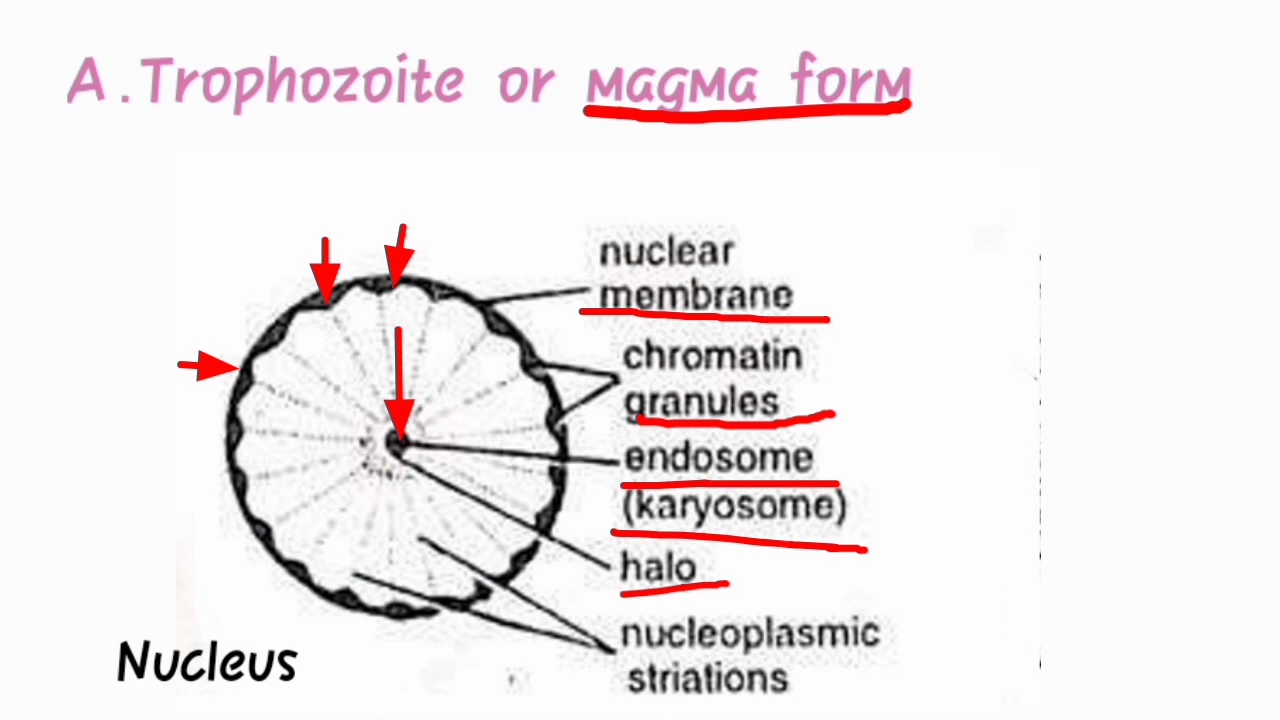 A. Trophozoite or magma form
nuclear
membrane
chromatin
granules
endosome
(karyosome)
halo
nucleoplasmic
striations
Nucleus